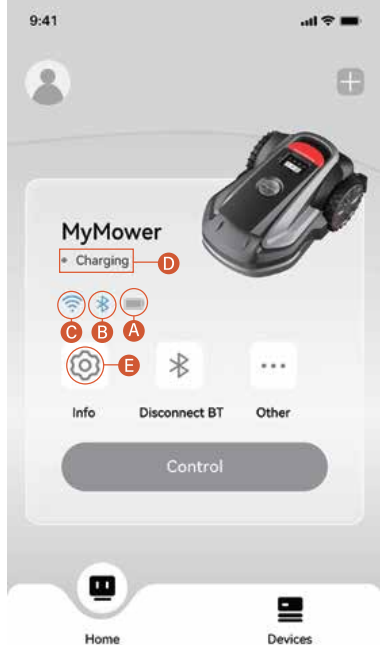 9:41
MyMower
Charging D
C B A
E
Info Disconnect BT Other
Control
Home Devices